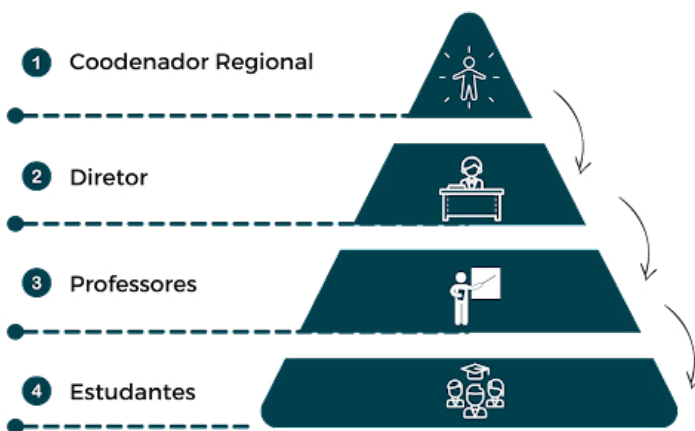 1 Coodenador Regional
2 Diretor
3 Professores
4 Estudantes